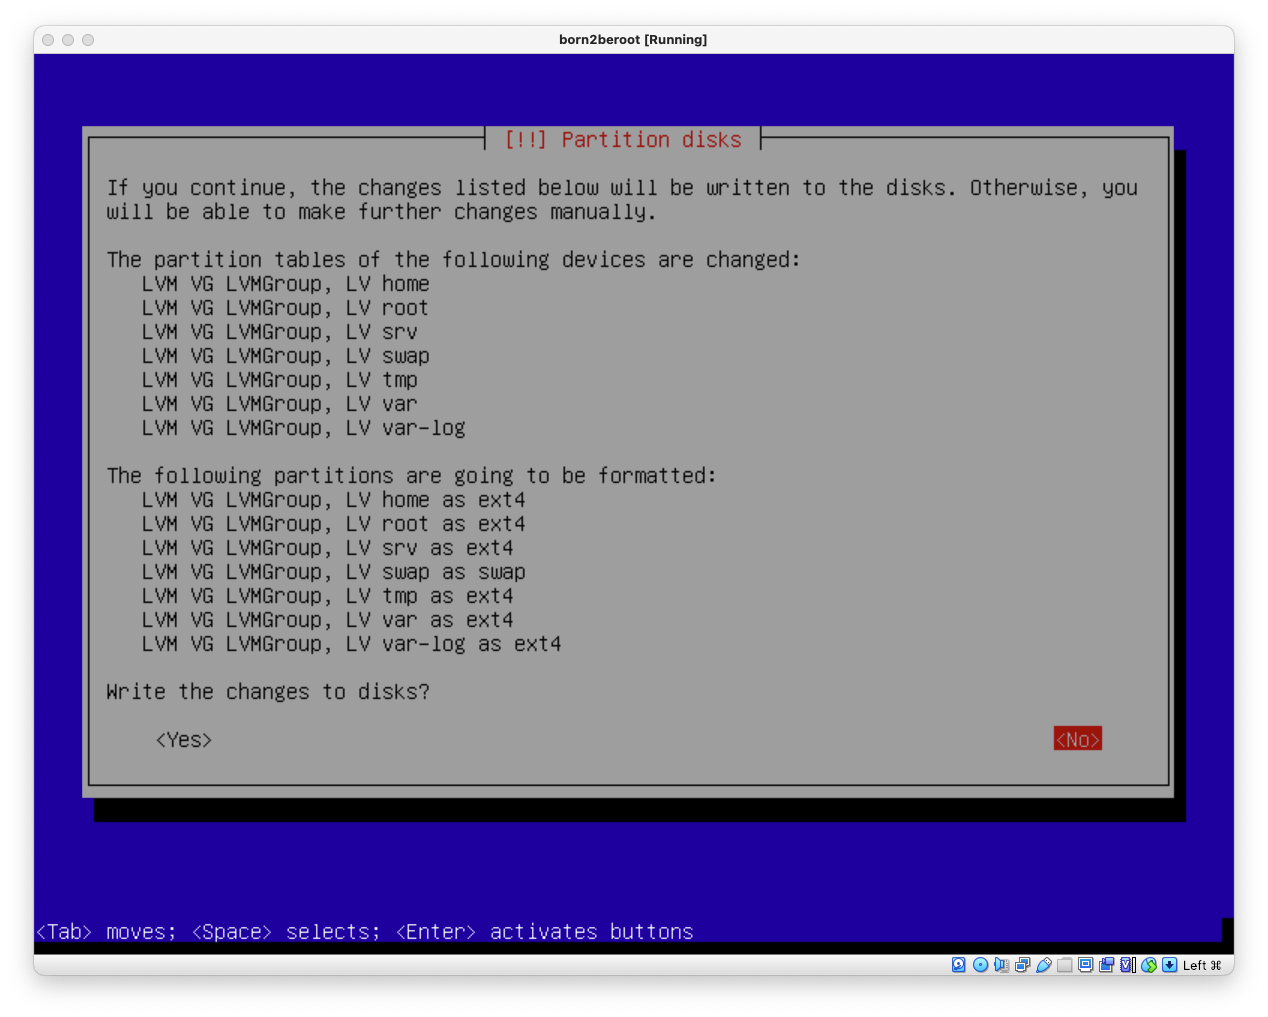 born2beroot [Running]
[!!] Partition disks
If you continue, the changes listed below will be written to the disks. Otherwise, you
will be able to make further changes manually.
The partition tables of the following devices are changed:
LVM VG LVMGroup, LV home
LVM VG LVMGroup, LV root
LVM VG LVMGroup, LV srv
LVM VG LVMGroup, LV swap
LVM VG LVMGroup, LV tmp
LVM VG LVMGroup, LV var
LVM VG LVMGroup, LV var-log
The following partitions are going to be formatted:
LVM VG LVMGroup, LV home as ext4
LVM VG LVMGroup, LV root as ext4
LVM VG LVMGroup, LV srv as ext4
LVM VG LVMGroup, LV swap as swap
LVM VG LVMGroup, LV tmp as ext4
LVM VG LVMGroup, LV var as ext4
LVM VG LVMGroup, LV var-log as ext4
Write the changes to disks?
<Yes> <No>
<Tab> moves; <Space> selects; <Enter> activates buttons
Left ⌘